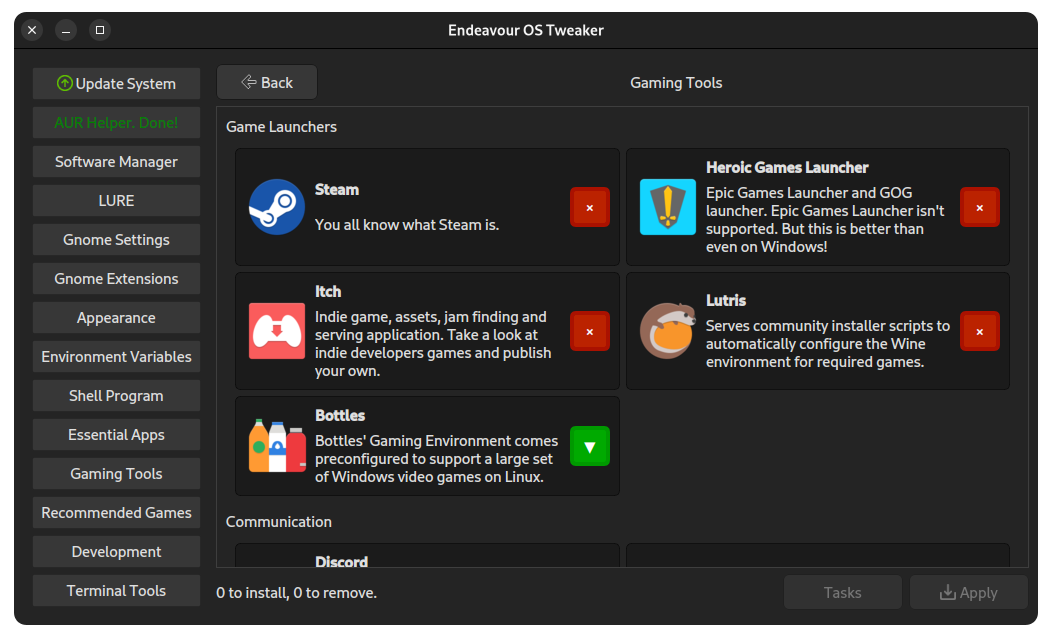 Endeavour OS Tweaker
Update System
AUR Helper. Done!
Software Manager
LURE
Gnome Settings
Gnome Extensions
Appearance
Environment Variables
Shell Program
Essential Apps
Gaming Tools
Recommended Games
Development
Terminal Tools
Back
Gaming Tools
Game Launchers
Steam
You all know what Steam is.
Heroic Games Launcher
Epic Games Launcher and GOG
launcher. Epic Games Launcher isn't
supported. But this is better than
even on Windows!
Itch
Indie game, assets, jam finding and
serving application. Take a look at
indie developers games and publish
your own.
Lutris
Serves community installer scripts to
automatically configure the Wine
environment for required games.
Bottles
Bottles' Gaming Environment comes
preconfigured to support a large set
of Windows video games on Linux.
Communication
Discord
0 to install, 0 to remove.
Tasks
Apply